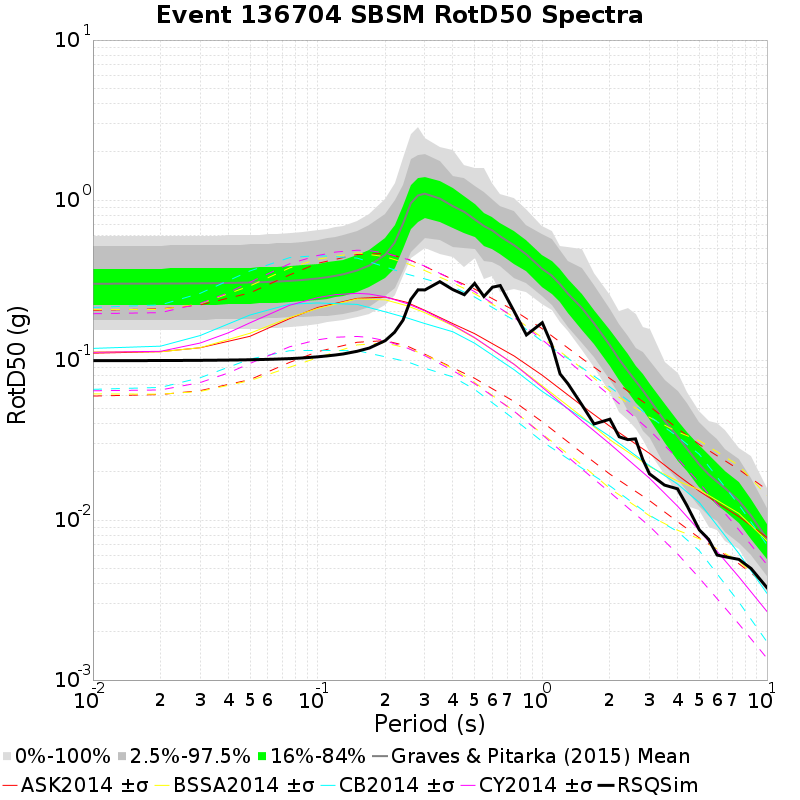 Event 136704 SBSM RotD50 Spectra
10^1
10^0
10^-1
10^-2
10^-3
RotD50 (g)
10^-2 2 3 4 5 6 10^-1 2 3 4 5 6 7 10^0 2 3 4 5 6 7 10^1
Period (s)
0%-100% 2.5%-97.5% 16%-84% Graves & Pitarka (2015) Mean
ASK2014 ±σ BSSA2014 ±σ CB2014 ±σ CY2014 ±σ RSQSim